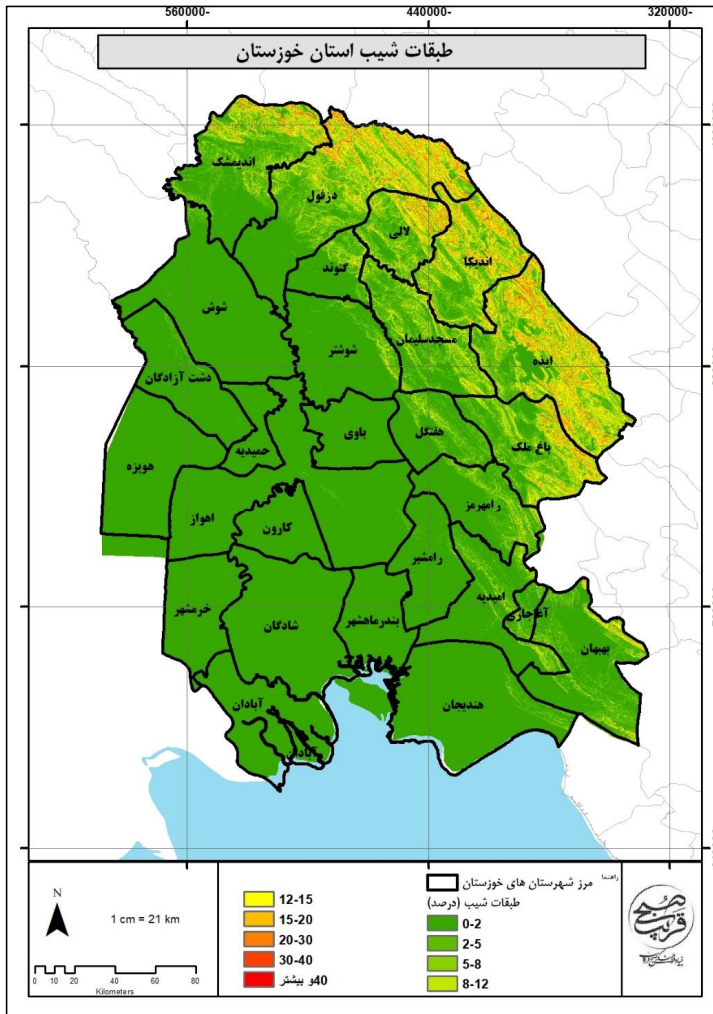 560000-
440000-
320000-
طبقات شیب استان خوزستان
اندیمشک
دزفول
لالی
اندیکا
گتوند
شوش
شوشتر
مسجدسلیمان
ایذه
دشت آزادگان
حمیدیه
باوی
هفتگل
باغ ملک
هویزه
اهواز
کارون
رامهرمز
رامشیر
خرمشهر
شادگان
بندرماهشهر
امیدیه
آغاجاری
بهبهان
آبادان
هندیجان
آبادان
راهنما
مرز شهرستان های خوزستان
طبقات شیب (درصد)
0-2
2-5
5-8
8-12
12-15
15-20
20-30
30-40
40و بیشتر
N
1 cm = 21 km
0 10 20 40 60 80
Kilometers